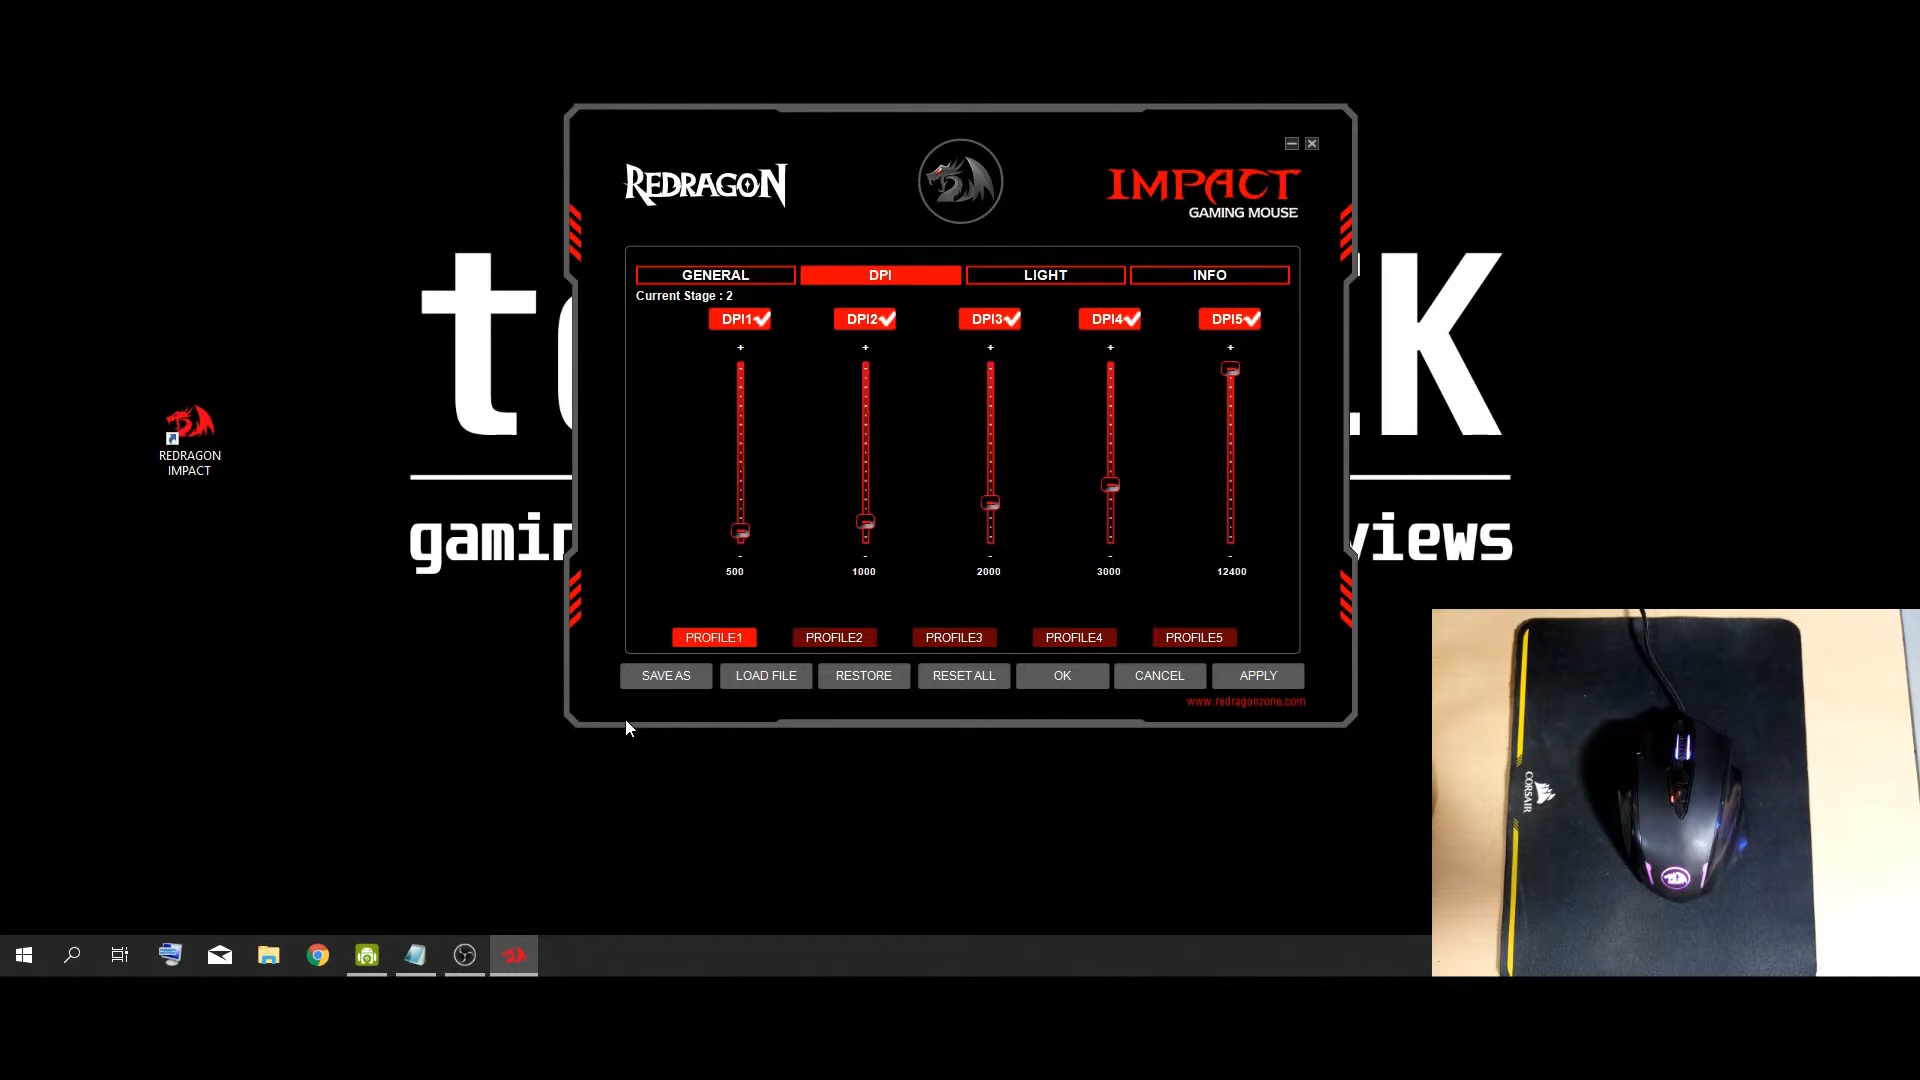 REDRAGON
IMPACT
GAMING MOUSE
GENERAL DPI LIGHT INFO
Current Stage : 2
DPI1 DPI2 DPI3 DPI4 DPI5
+ + + + +
- - - - -
500 1000 2000 3000 12400
PROFILE1 PROFILE2 PROFILE3 PROFILE4 PROFILE5
SAVE AS LOAD FILE RESTORE RESET ALL OK CANCEL APPLY
www.redragonzone.com
REDRAGON
IMPACT
CORSAIR